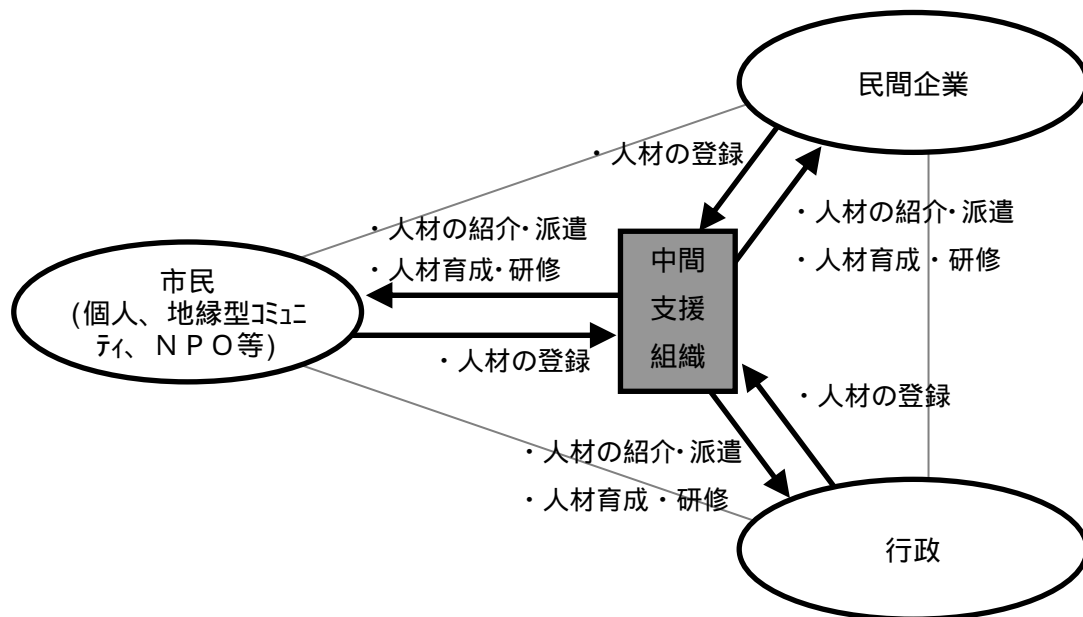 民間企業
・人材の登録
・人材の紹介・派遣
・人材育成・研修
・人材の紹介・派遣
・人材育成・研修
市民
(個人、地縁型ｺﾐｭﾆ
ﾃｨ、ＮＰＯ等)
中間
支援
組織
・人材の登録
・人材の登録
・人材の紹介・派遣
・人材育成・研修
行政